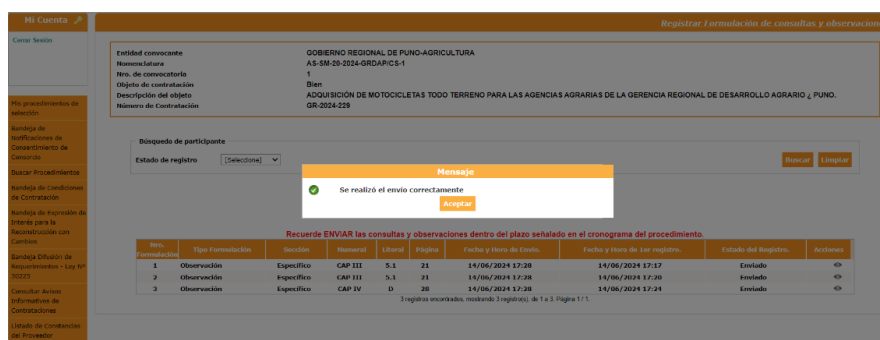 Mi Cuenta
Registrar Formulación de consultas y observaciones
Cerrar Sesión
Entidad convocante GOBIERNO REGIONAL DE PUNO-AGRICULTURA
Nomenclatura AS-SM-20-2024-GRDAP/CS-1
Nro. de convocatoria 1
Objeto de contratación Bien
Descripción del objeto ADQUISICIÓN DE MOTOCICLETAS TODO TERRENO PARA LAS AGENCIAS AGRARIAS DE LA GERENCIA REGIONAL DE DESARROLLO AGRARIO ¿ PUNO.
Número de Contratación GR-2024-229
Mis procedimientos de selección
Bandeja de Notificaciones de Consentimiento de Consorcio
Buscar Procedimientos
Bandeja de Condiciones de Contratación
Bandeja de Expresión de Interés para la Reconstrucción con Cambios
Bandeja Difusión de Requerimientos - Ley Nº 30225
Consultar Avisos Informativos de Contrataciones
Listado de Constancias del Proveedor
Búsqueda de participante
Estado de registro [Seleccione]
Buscar Limpiar
Mensaje
Se realizó el envío correctamente
Aceptar
Recuerde ENVIAR las consultas y observaciones dentro del plazo señalado en el cronograma del procedimiento.
Nro. Formulación Tipo Formulación Sección Numeral Literal Página Fecha y Hora de Envío. Fecha y Hora de 1er registro. Estado del Registro. Acciones
1 Observación Específico CAP III 5.1 21 14/06/2024 17:28 14/06/2024 17:17 Enviado
2 Observación Específico CAP III 5.1 21 14/06/2024 17:28 14/06/2024 17:20 Enviado
3 Observación Específico CAP IV D 28 14/06/2024 17:28 14/06/2024 17:24 Enviado
3 registros encontrados, mostrando 3 registro(s), de 1 a 3. Página 1 / 1.